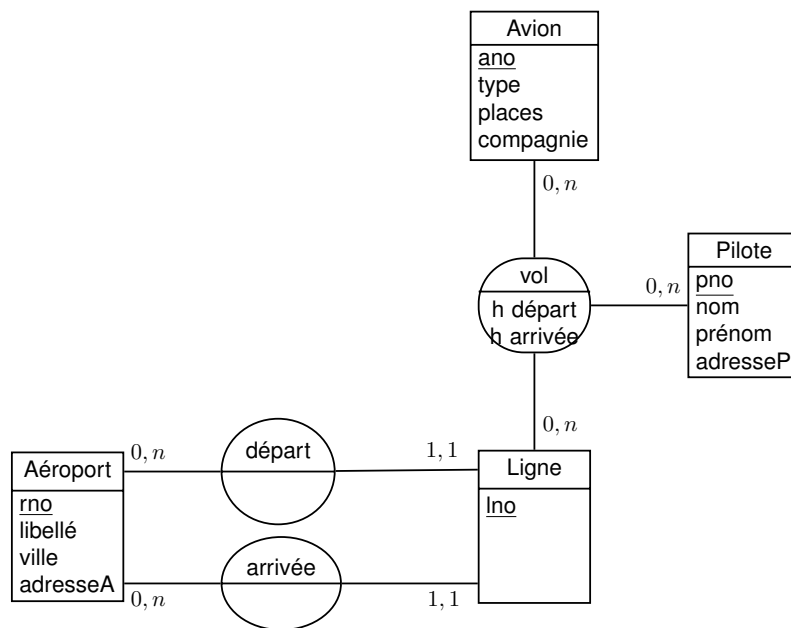 Avion
ano
type
places
compagnie
0, n
Pilote
pno
nom
prénom
adresseP
0, n
vol
h départ
h arrivée
0, n
Aéroport
rno
libellé
ville
adresseA
0, n
départ
1, 1
Ligne
lno
0, n
arrivée
1, 1